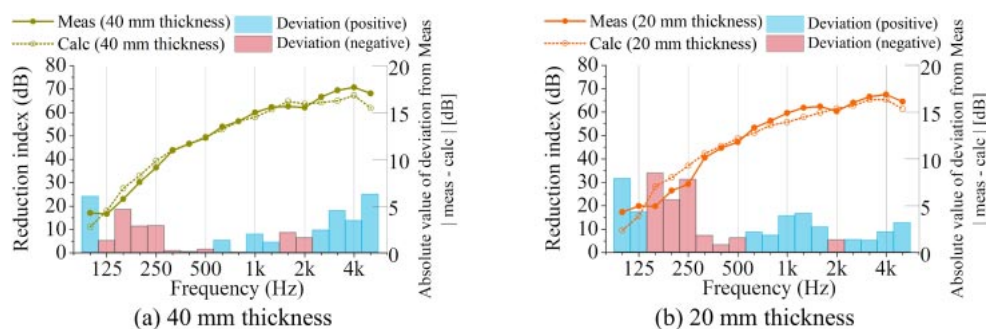 Meas (40 mm thickness)
Calc (40 mm thickness)
Deviation (positive)
Deviation (negative)
Reduction index (dB)
80
70
60
50
40
30
20
10
0
20
15
10
5
0
Absolute value of deviation from Meas
| meas - calc | [dB]
125 250 500 1k 2k 4k
Frequency (Hz)
(a) 40 mm thickness
Meas (20 mm thickness)
Calc (20 mm thickness)
Deviation (positive)
Deviation (negative)
Reduction index (dB)
80
70
60
50
40
30
20
10
0
20
15
10
5
0
Absolute value of deviation from Meas
| meas - calc | [dB]
125 250 500 1k 2k 4k
Frequency (Hz)
(b) 20 mm thickness